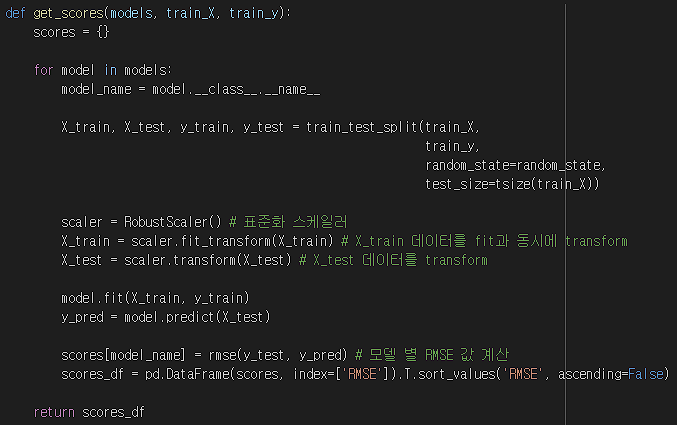 def get_scores(models, train_X, train_y):
    scores = {}
    for model in models:
        model_name = model.__class__.__name__
        X_train, X_test, y_train, y_test = train_test_split(train_X,
                                                            train_y,
                                                            random_state=random_state,
                                                            test_size=tsize(train_X))
        scaler = RobustScaler() # 표준화 스케일러
        X_train = scaler.fit_transform(X_train) # X_train 데이터를 fit과 동시에 transform
        X_test = scaler.transform(X_test) # X_test 데이터를 transform
        model.fit(X_train, y_train)
        y_pred = model.predict(X_test)
        scores[model_name] = rmse(y_test, y_pred) # 모델 별 RMSE 값 계산
        scores_df = pd.DataFrame(scores, index=['RMSE']).T.sort_values('RMSE', ascending=False)
    return scores_df